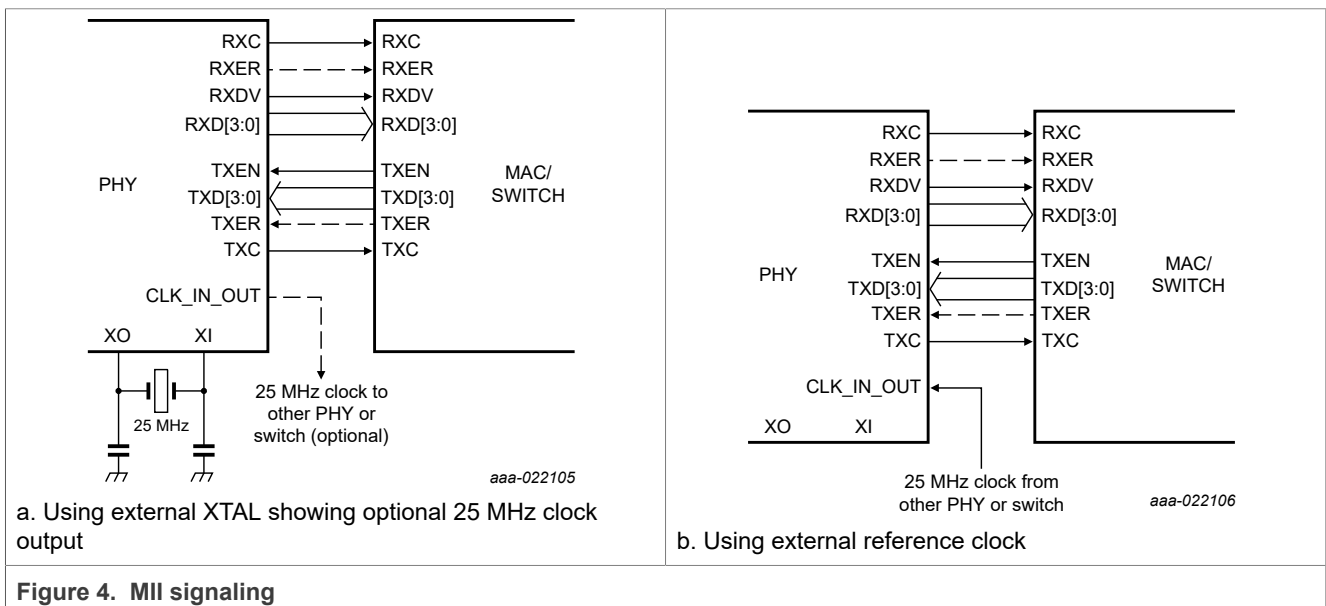 RXC
RXER
RXDV
RXD[3:0]
TXEN
TXD[3:0]
TXER
TXC
CLK_IN_OUT
PHY
XO
XI
25 MHz
RXC
RXER
RXDV
RXD[3:0]
TXEN
TXD[3:0]
TXER
TXC
MAC/
SWITCH
25 MHz clock to
other PHY or
switch (optional)
aaa-022105
a. Using external XTAL showing optional 25 MHz clock
output
RXC
RXER
RXDV
RXD[3:0]
TXEN
TXD[3:0]
TXER
TXC
CLK_IN_OUT
PHY
XO
XI
RXC
RXER
RXDV
RXD[3:0]
TXEN
TXD[3:0]
TXER
TXC
MAC/
SWITCH
25 MHz clock from
other PHY or switch
aaa-022106
b. Using external reference clock
Figure 4. MII signaling